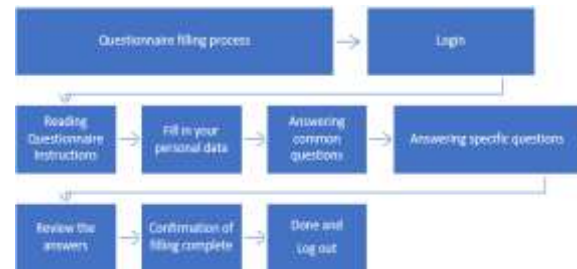 Questionnaire filling process
Login
Reading
Questionnaire
Instructions
Fill in your
personal data
Answering
common
questions
Answering specific questions
Review the
answers
Confirmation of
filling complete
Done and
Log out